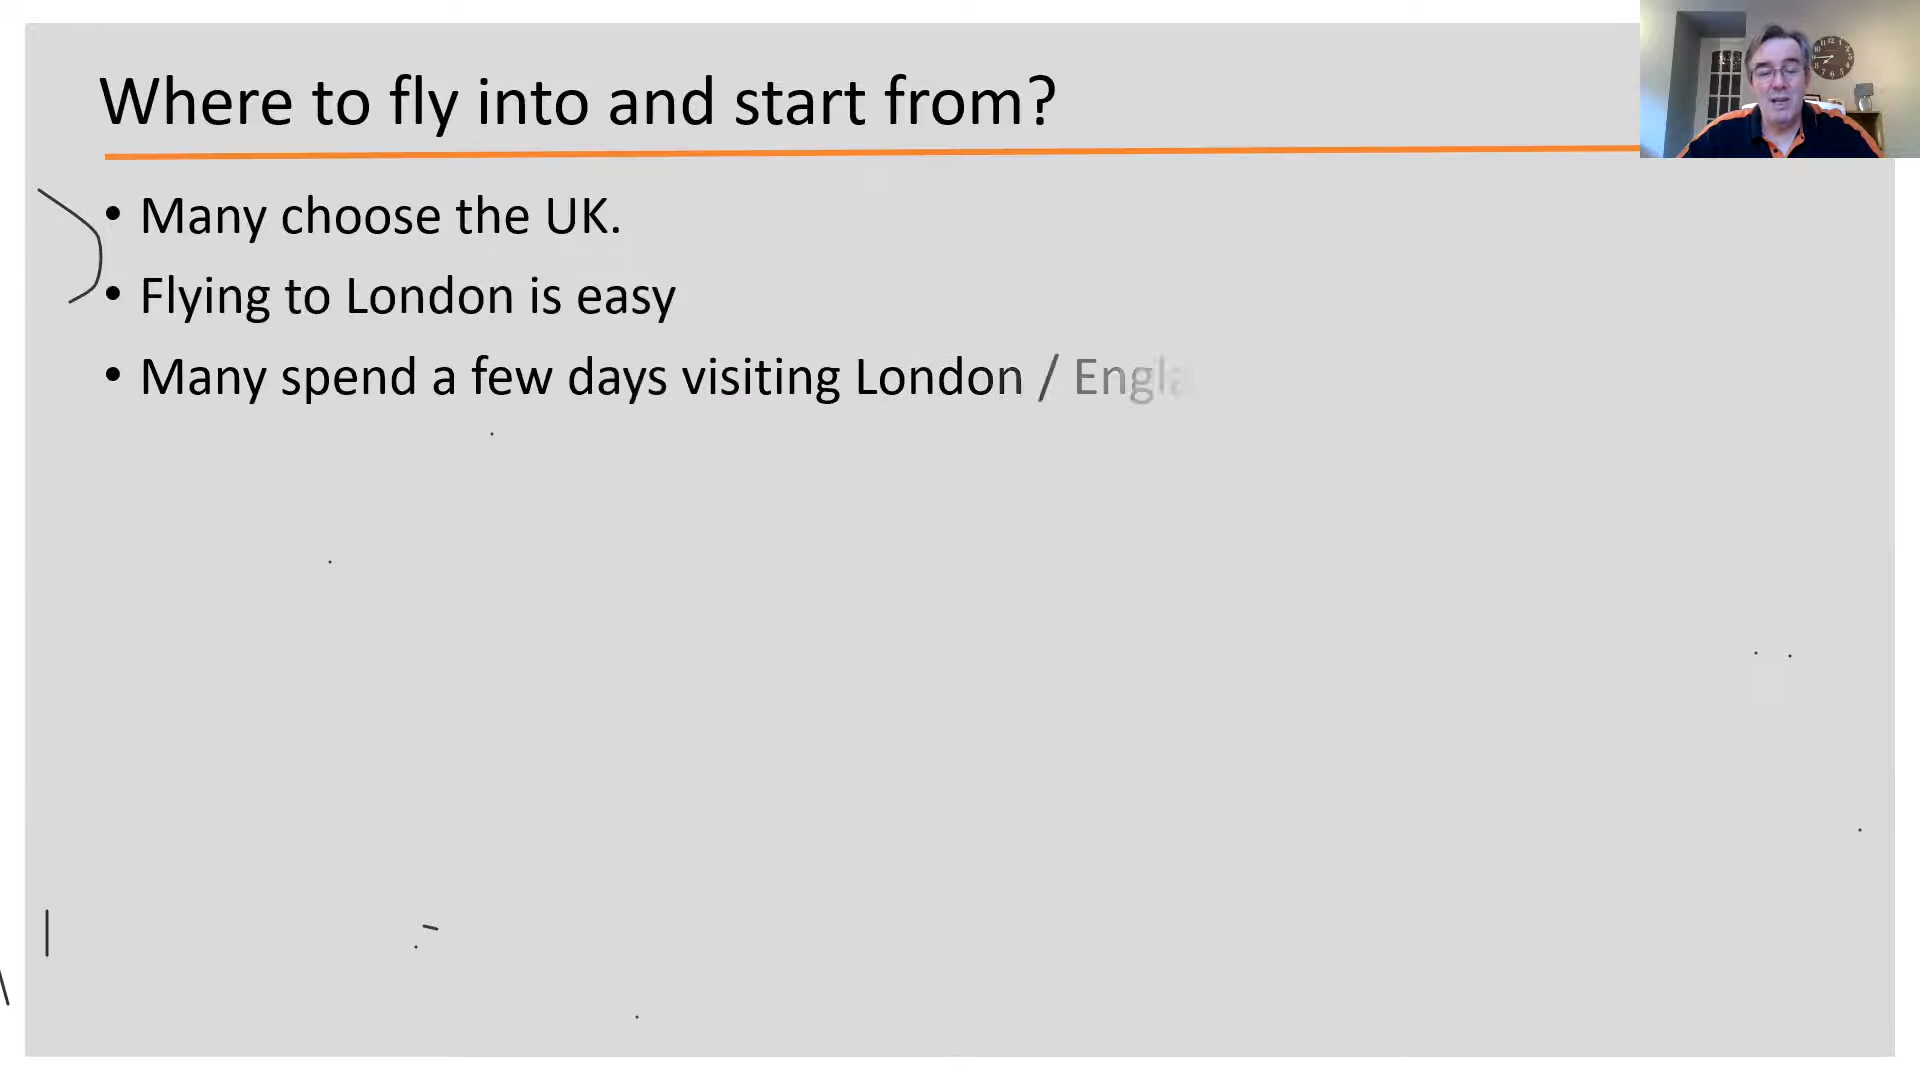 Where to fly into and start from?
• Many choose the UK.
• Flying to London is easy
• Many spend a few days visiting London /